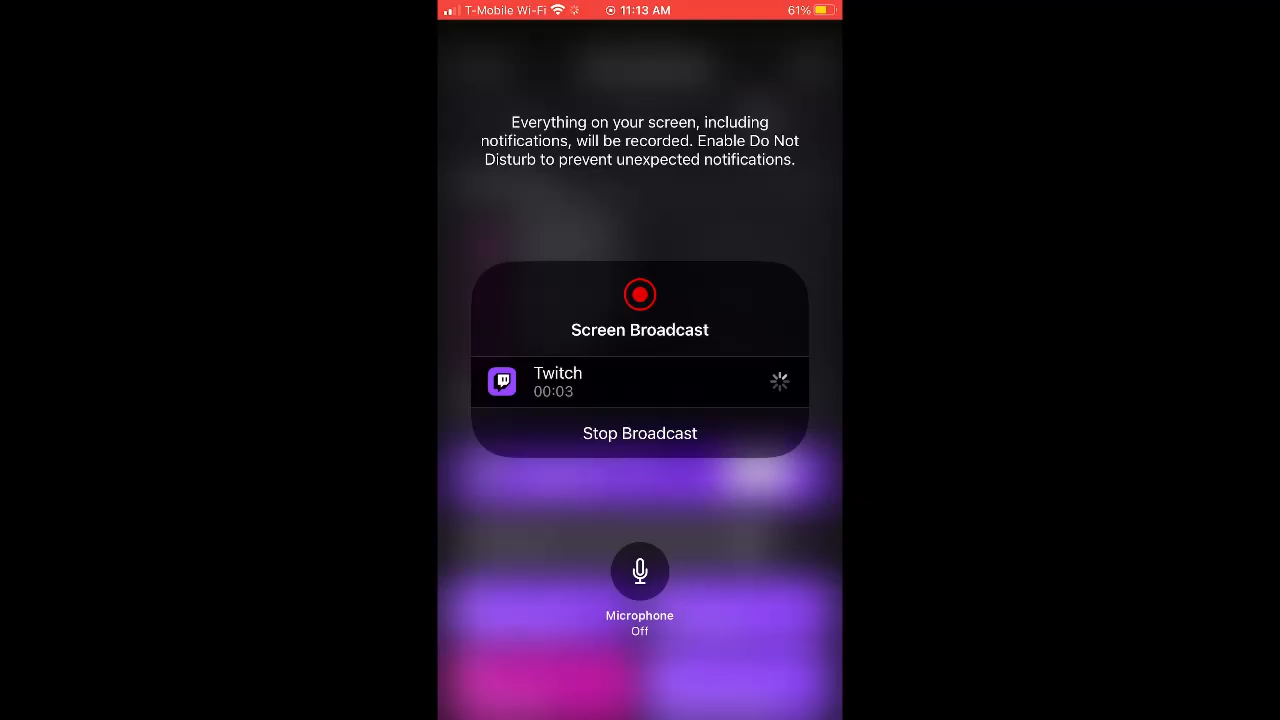 T-Mobile Wi-Fi 11:13 AM 61%
Everything on your screen, including
notifications, will be recorded. Enable Do Not
Disturb to prevent unexpected notifications.
Screen Broadcast
Twitch
00:03
Stop Broadcast
Microphone
Off